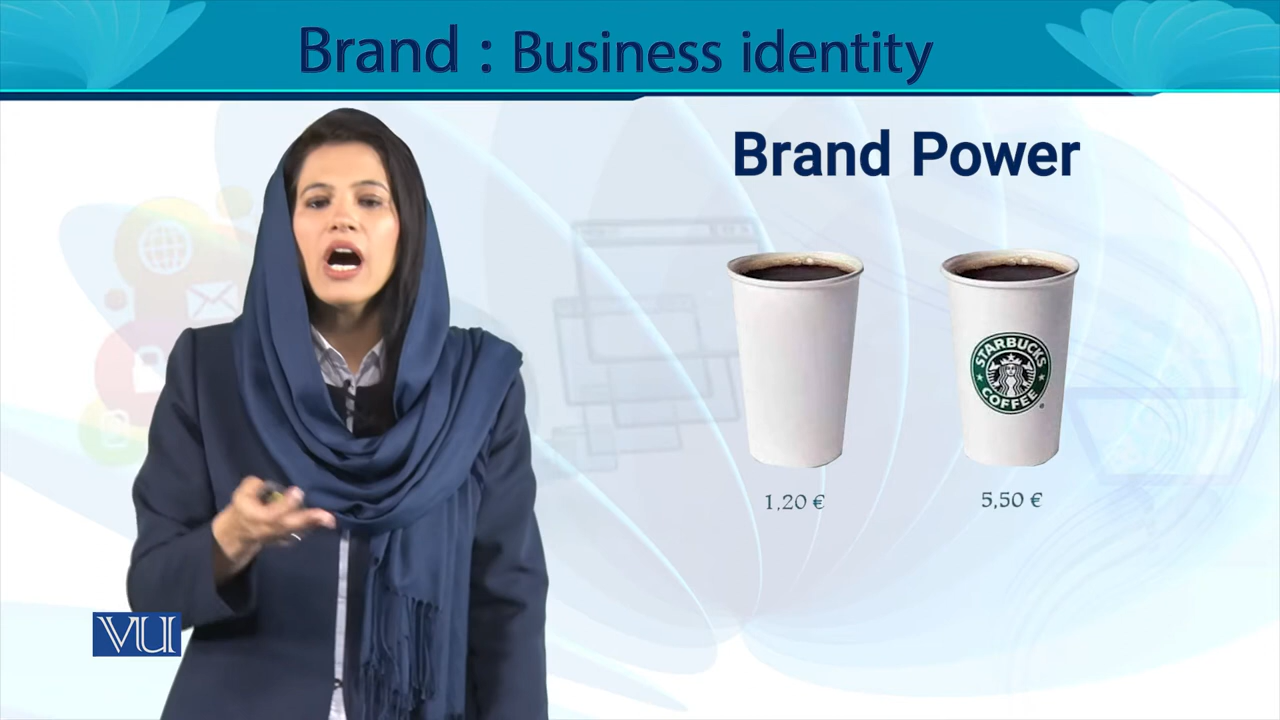 Brand : Business identity
Brand Power
STARBUCKS
COFFEE
1,20 €
5,50 €
VU